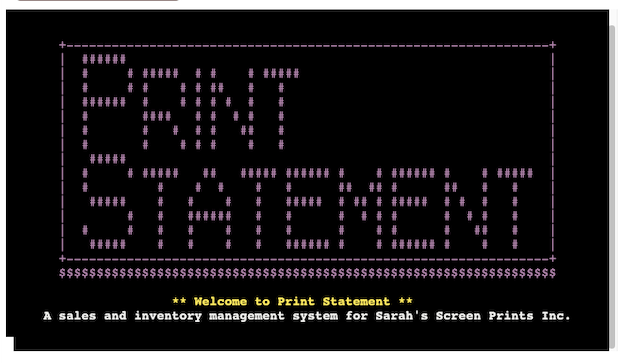 PRINT
STATEMENT
$$$$$$$$$$$$$$$$$$$$$$$$$$$$$$$$$$$$$$$$$$$$$$$$$$$$$$$$$$$$$$$$$$
** Welcome to Print Statement **
A sales and inventory management system for Sarah's Screen Prints Inc.